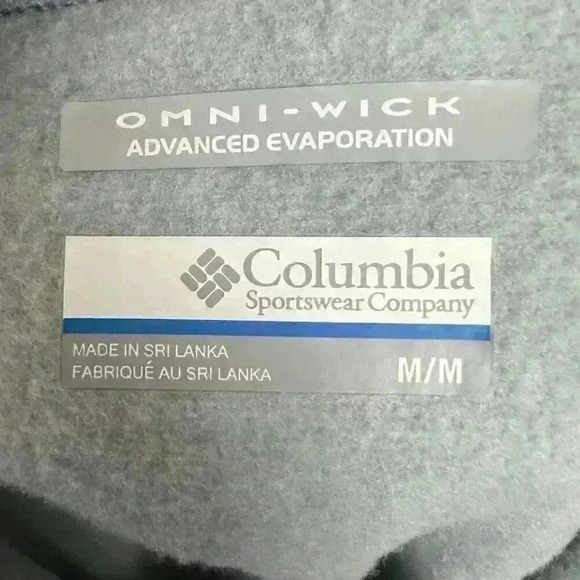 OMNI-WICK
ADVANCED EVAPORATION
Columbia
Sportswear Company
MADE IN SRI LANKA
FABRIQUÉ AU SRI LANKA
M/M